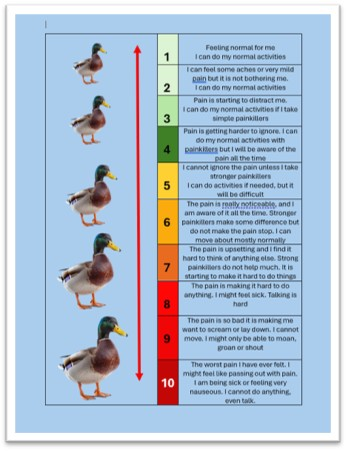 1
Feeling normal for me
I can do my normal activities
2
I can feel some aches or very mild
pain but it is not bothering me.
I can do my normal activities
3
Pain is starting to distract me.
I can do my normal activities if I take
simple painkillers
4
Pain is getting harder to ignore. I can
do my normal activities with
painkillers but I will be aware of the
pain all the time
5
I cannot ignore the pain unless I take
stronger painkillers
I can do activities if needed, but it
will be difficult
6
The pain is really noticeable, and I
am aware of it all the time. Stronger
painkillers make some difference but
do not make the pain stop. I can
move about mostly normally
7
The pain is upsetting and I find it
hard to think of anything else. Strong
painkillers do not help much. It is
starting to make it hard to do things
8
The pain is making it hard to do
anything. I might feel sick. Talking is
hard
9
The pain is so bad it is making me
want to scream or lay down. I cannot
move. I might only be able to moan,
groan or shout
10
The worst pain I have ever felt. I
might feel like passing out with pain.
I am being sick or feeling very
nauseous. I cannot do anything,
even talk.